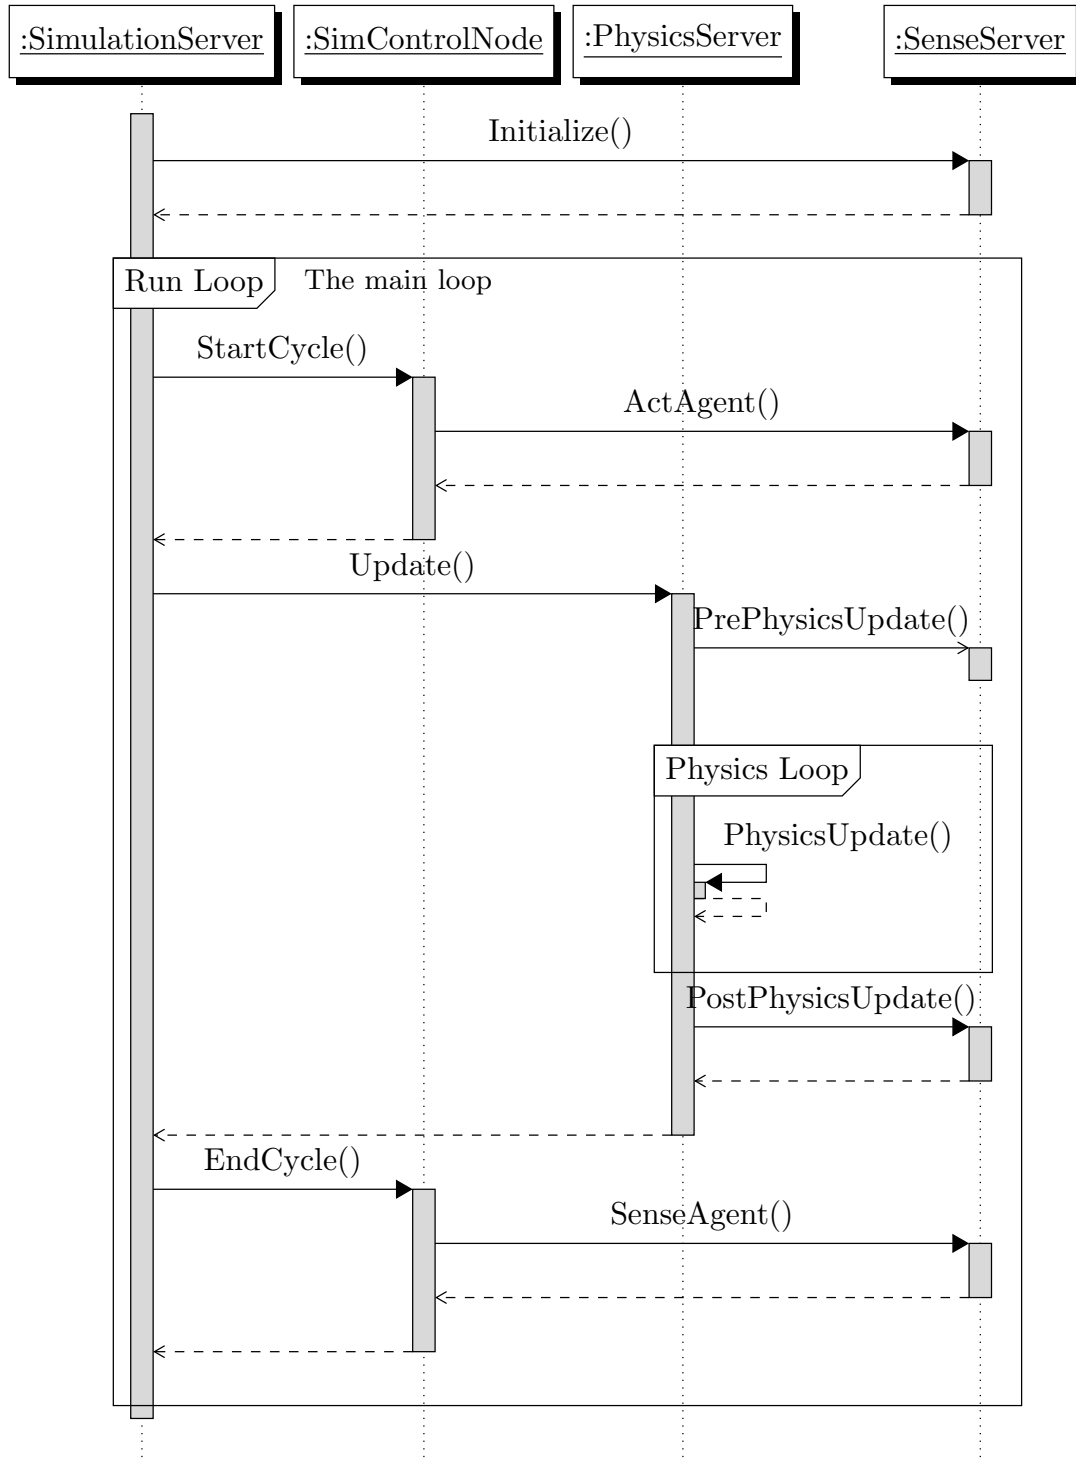 :SimulationServer :SimControlNode :PhysicsServer :SenseServer
Initialize()
Run Loop The main loop
StartCycle()
ActAgent()
Update()
PrePhysicsUpdate()
Physics Loop
PhysicsUpdate()
PostPhysicsUpdate()
EndCycle()
SenseAgent()